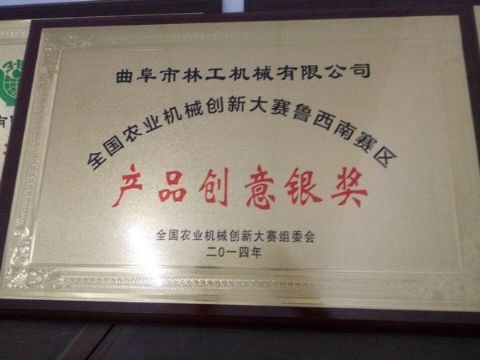 曲阜市林工机械有限公司
全国农业机械创新大赛鲁西南赛区
产品创意银奖
全国农业机械创新大赛组委会
二〇一四年